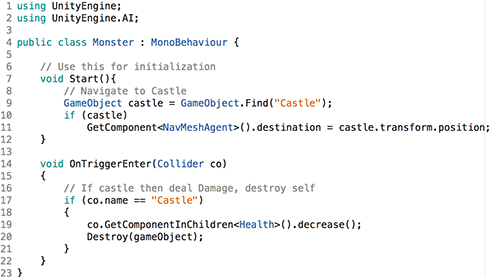 1 using UnityEngine;
2 using UnityEngine.AI;
3
4 public class Monster : MonoBehaviour {
5
6     // Use this for initialization
7     void Start(){
8         // Navigate to Castle
9         GameObject castle = GameObject.Find("Castle");
10         if (castle)
11             GetComponent<NavMeshAgent>().destination = castle.transform.position;
12     }
13
14     void OnTriggerEnter(Collider co)
15     {
16         // If castle then deal Damage, destroy self
17         if (co.name == "Castle")
18         {
19             co.GetComponentInChildren<Health>().decrease();
20             Destroy(gameObject);
21         }
22     }
23 }